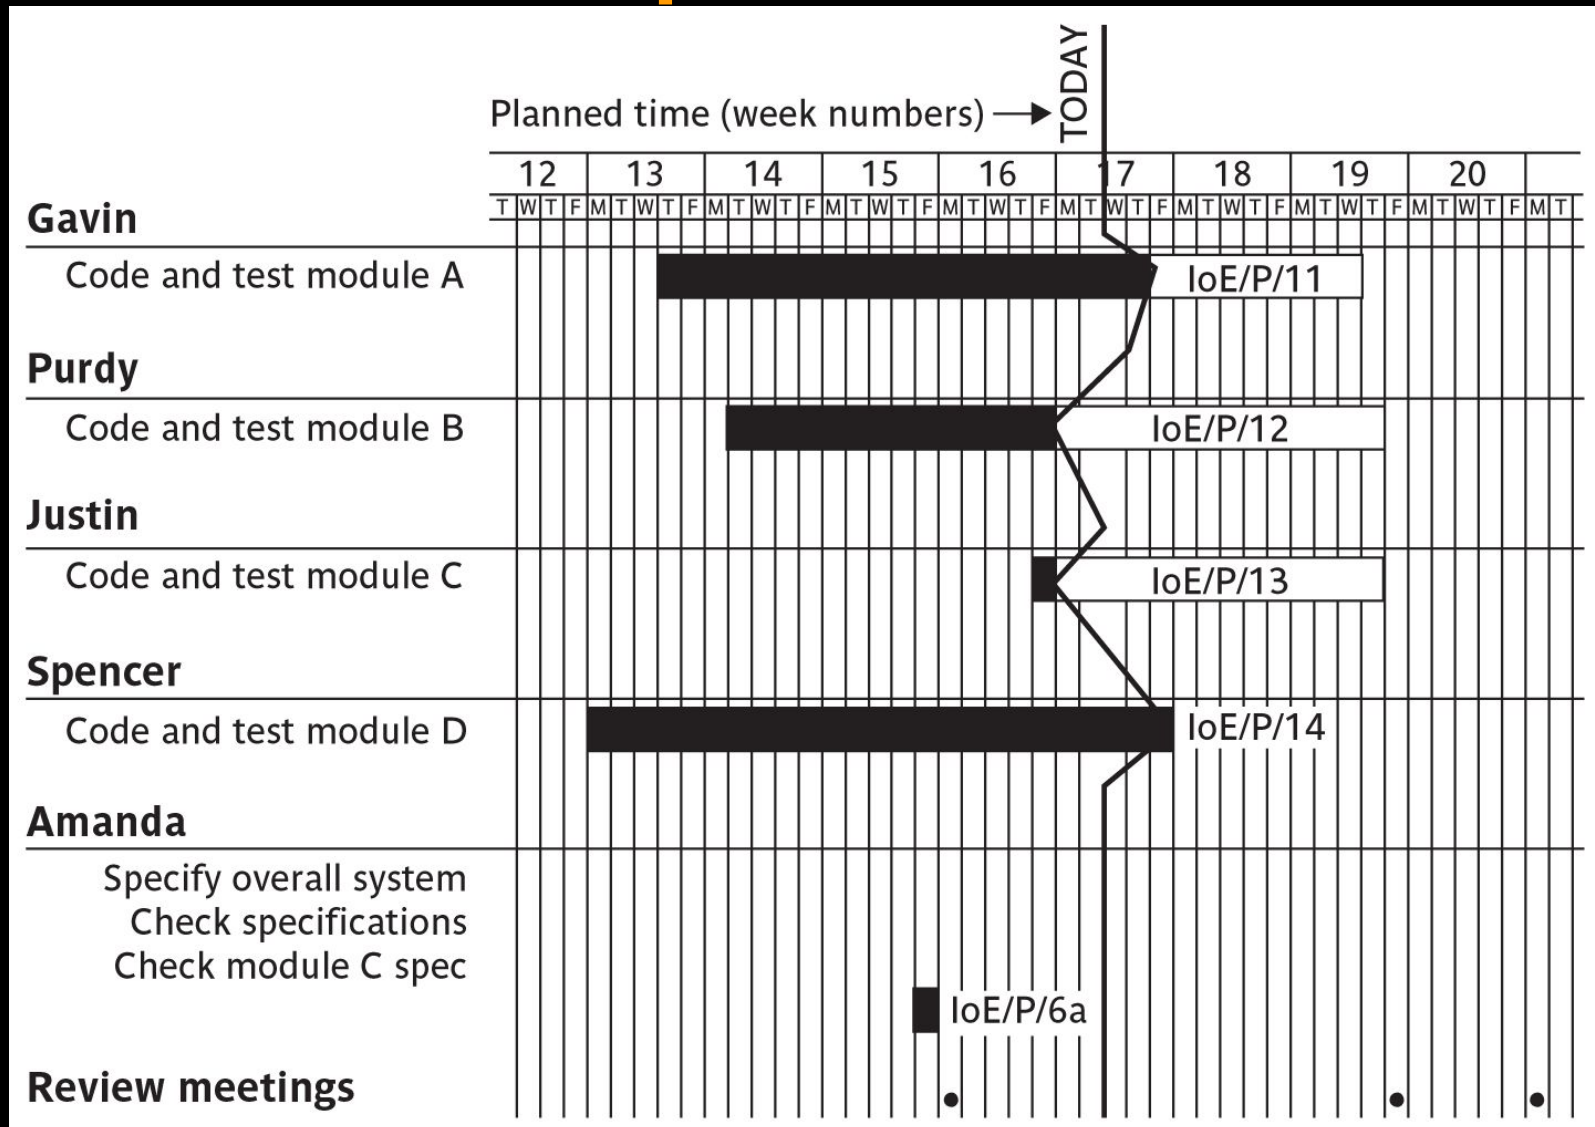 TODAY
Planned time (week numbers)
12 13 14 15 16 17 18 19 20
T W T F M T W T F M T W T F M T W T F M T W T F M T W T F M T W T F M T W T F M T W T F M T
Gavin
Code and test module A IoE/P/11
Purdy
Code and test module B IoE/P/12
Justin
Code and test module C IoE/P/13
Spencer
Code and test module D IoE/P/14
Amanda
Specify overall system
Check specifications
Check module C spec
IoE/P/6a
Review meetings